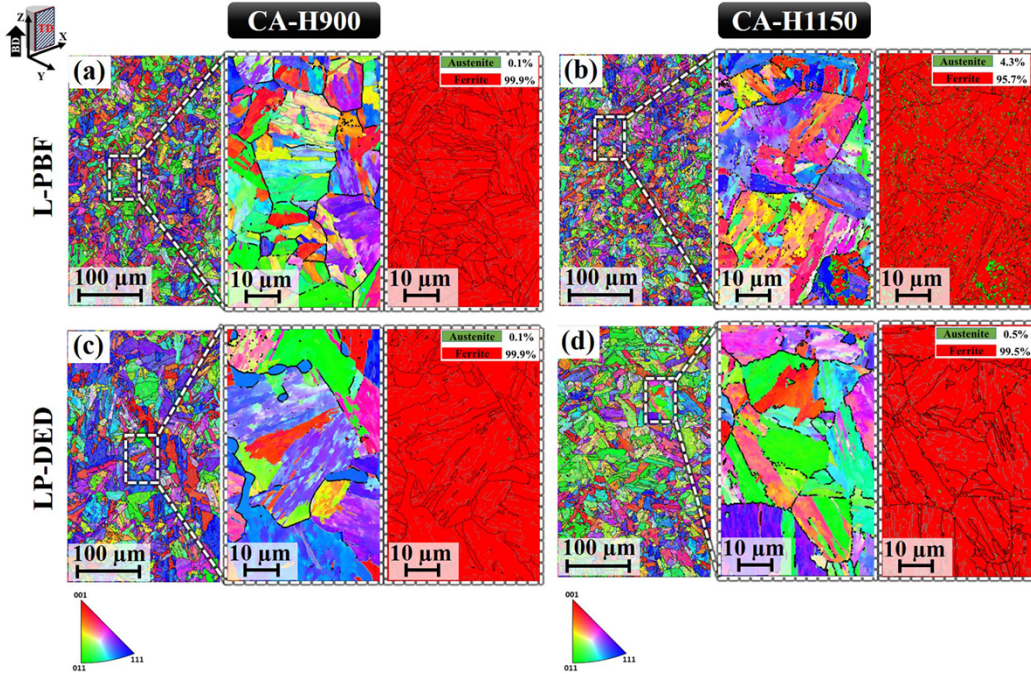 CA-H900
CA-H1150
Z
TD
BD
X
Y
L-PBF
(a)
100 µm
10 µm
Austenite 0.1%
Ferrite 99.9%
10 µm
(b)
100 µm
10 µm
Austenite 4.3%
Ferrite 95.7%
10 µm
LP-DED
(c)
100 µm
10 µm
Austenite 0.1%
Ferrite 99.9%
10 µm
(d)
100 µm
10 µm
Austenite 0.5%
Ferrite 99.5%
10 µm
001
011
111
001
011
111